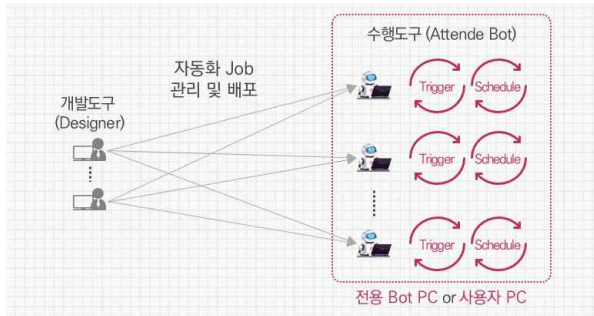 수행도구 (Attende Bot)
자동화 Job
관리 및 배포
개발도구
(Designer)
Trigger
Schedule
Trigger
Schedule
Trigger
Schedule
전용 Bot PC or 사용자 PC